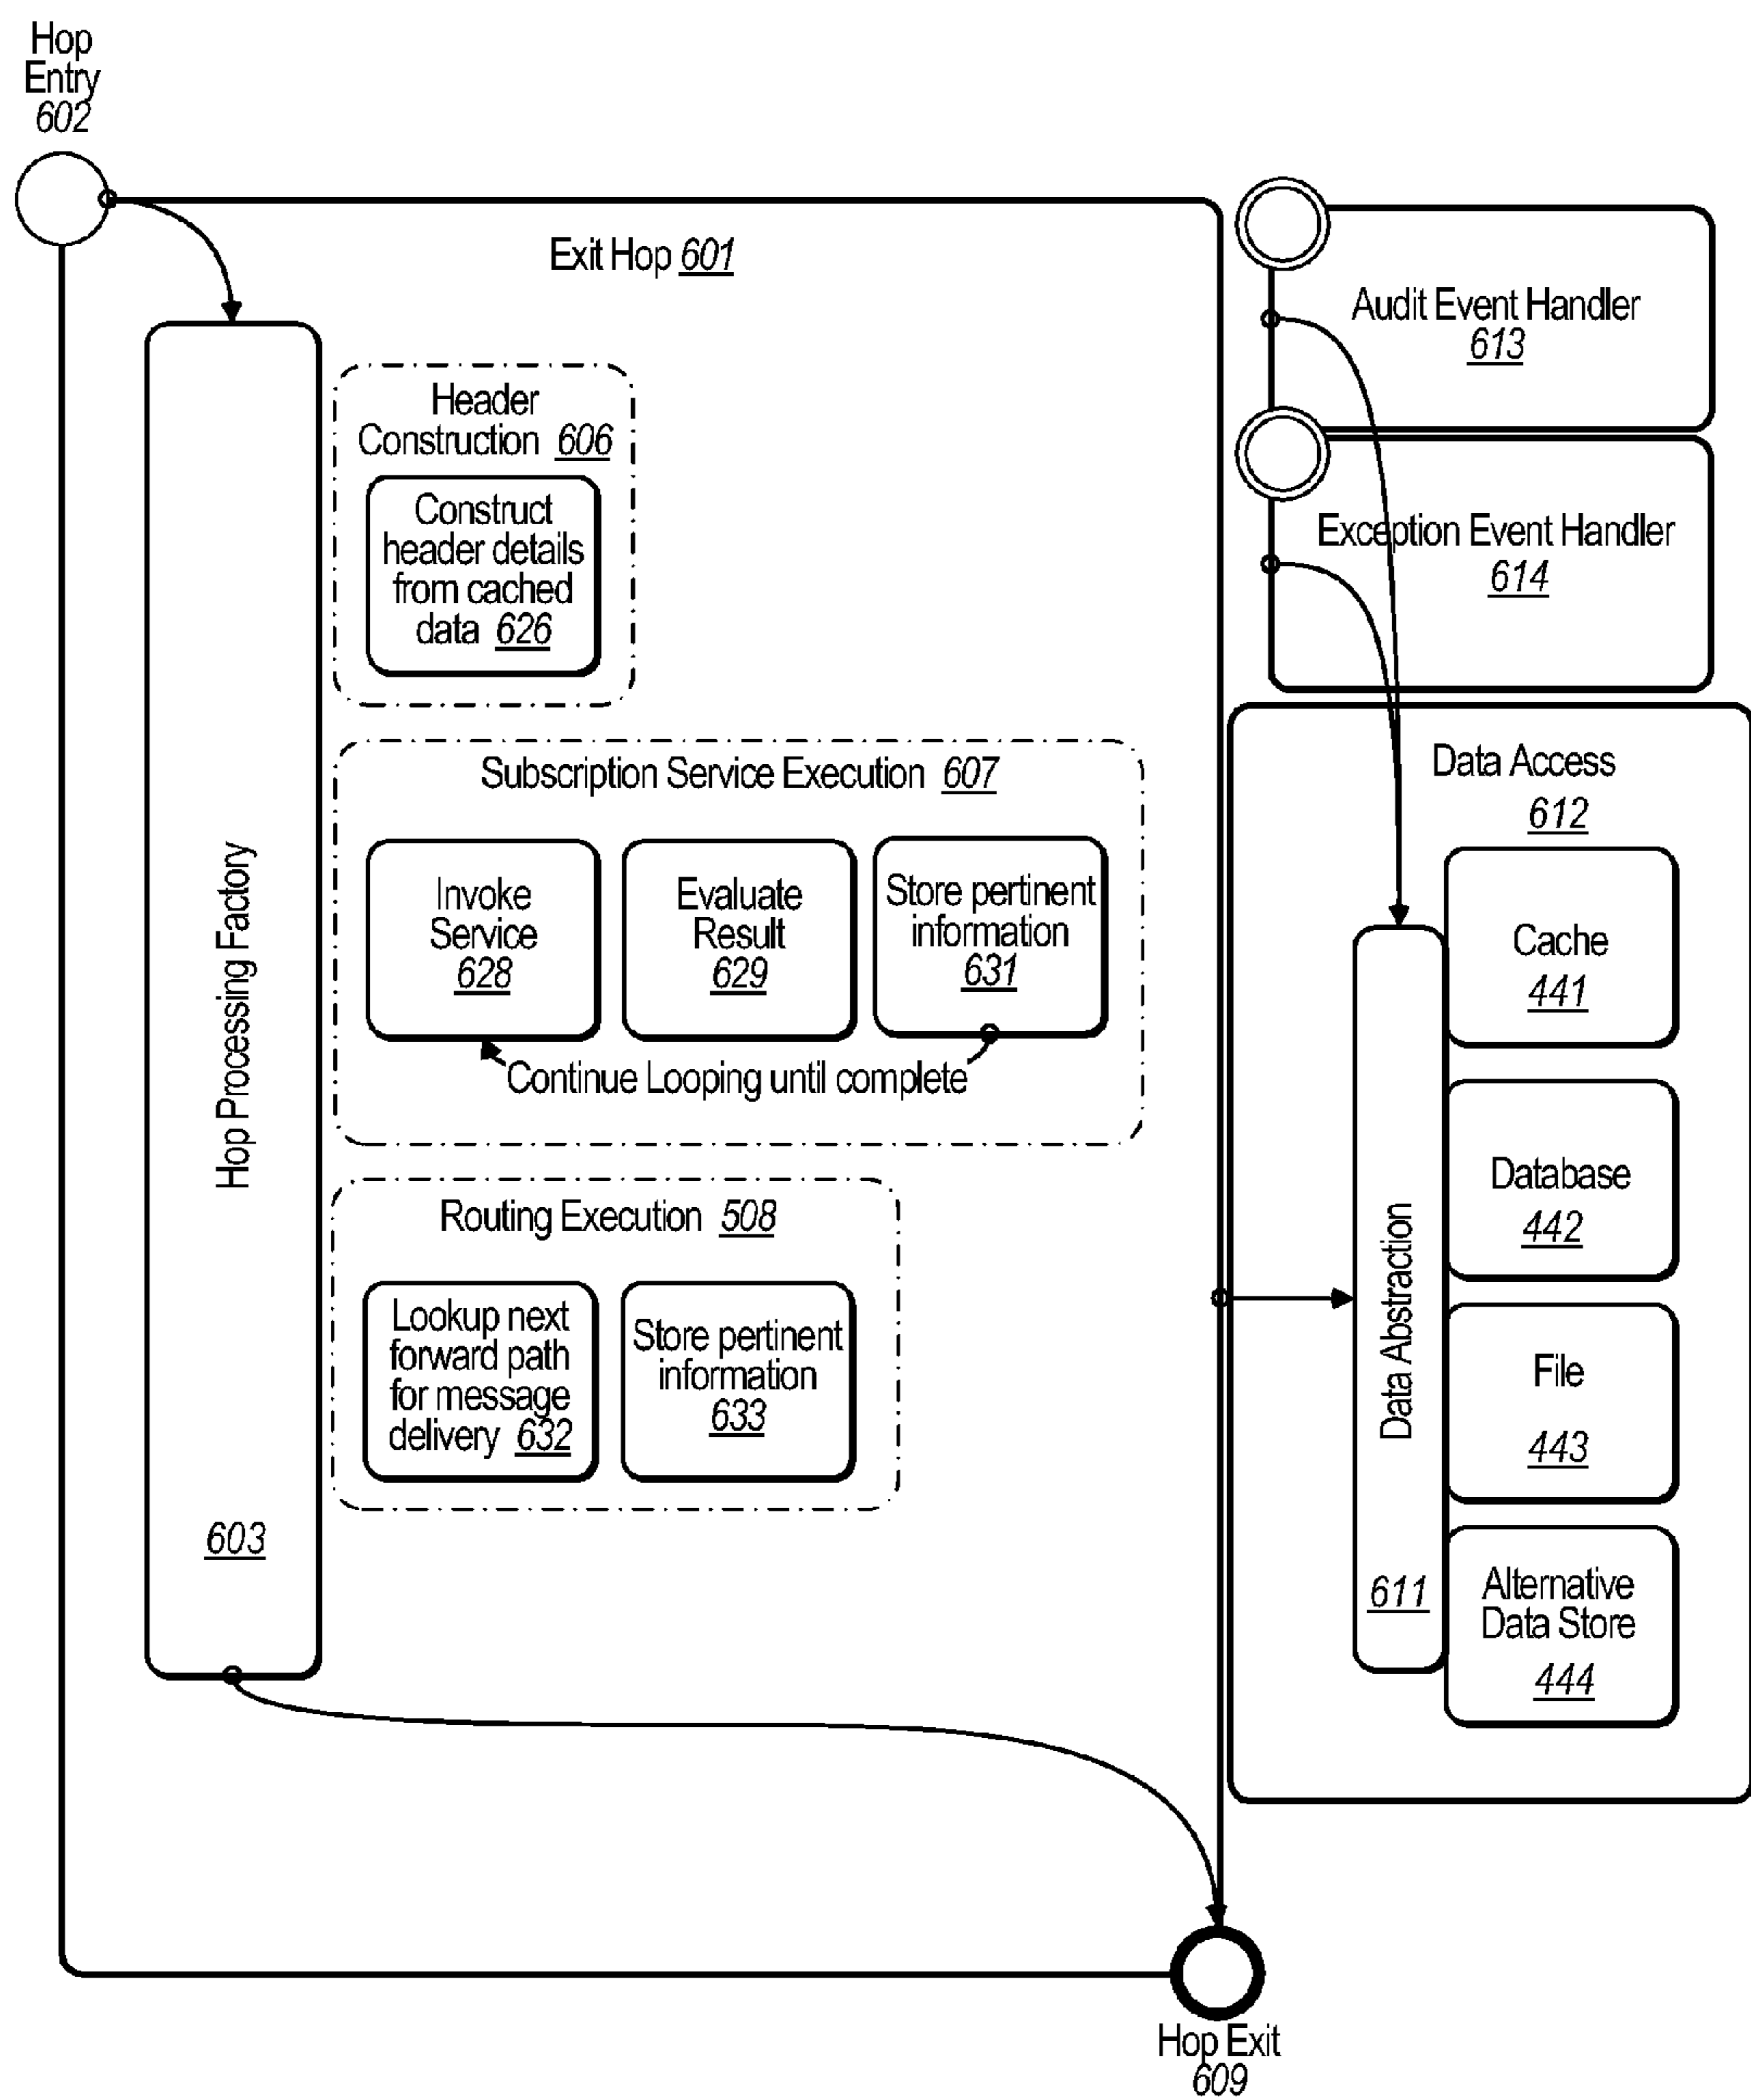 Hop
Entry
602
Exit Hop 601
Hop Processing Factory
603
Header
Construction 606
Construct
header details
from cached
data 626
Subscription Service Execution 607
Invoke
Service
628
Evaluate
Result
629
Store pertinent
information
631
Continue Looping until complete
Routing Execution 508
Lookup next
forward path
for message
delivery 632
Store pertinent
information
633
Audit Event Handler
613
Exception Event Handler
614
Data Access
612
Data Abstraction
611
Cache
441
Database
442
File
443
Alternative
Data Store
444
Hop Exit
609